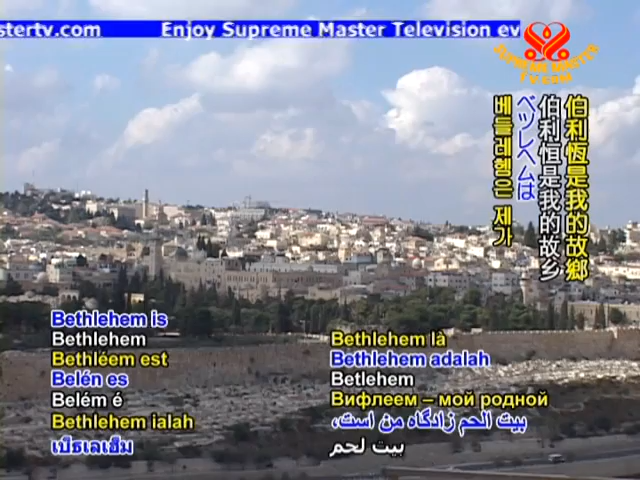 stertv.com Enjoy Supreme Master Television ev
SUPREME MASTER
TV.COM
伯利恆是我的故鄉
伯利恒是我的故乡
ベツレヘムは
베들레헴은 제가
Bethlehem is
Bethlehem
Bethléem est
Belén es
Belém é
Bethlehem ialah
เบ็ธเลเฮ็ม
Bethlehem là
Bethlehem adalah
Betlehem
Вифлеем – мой родной
بیت الحم زادگاه من است،
بيت لحم